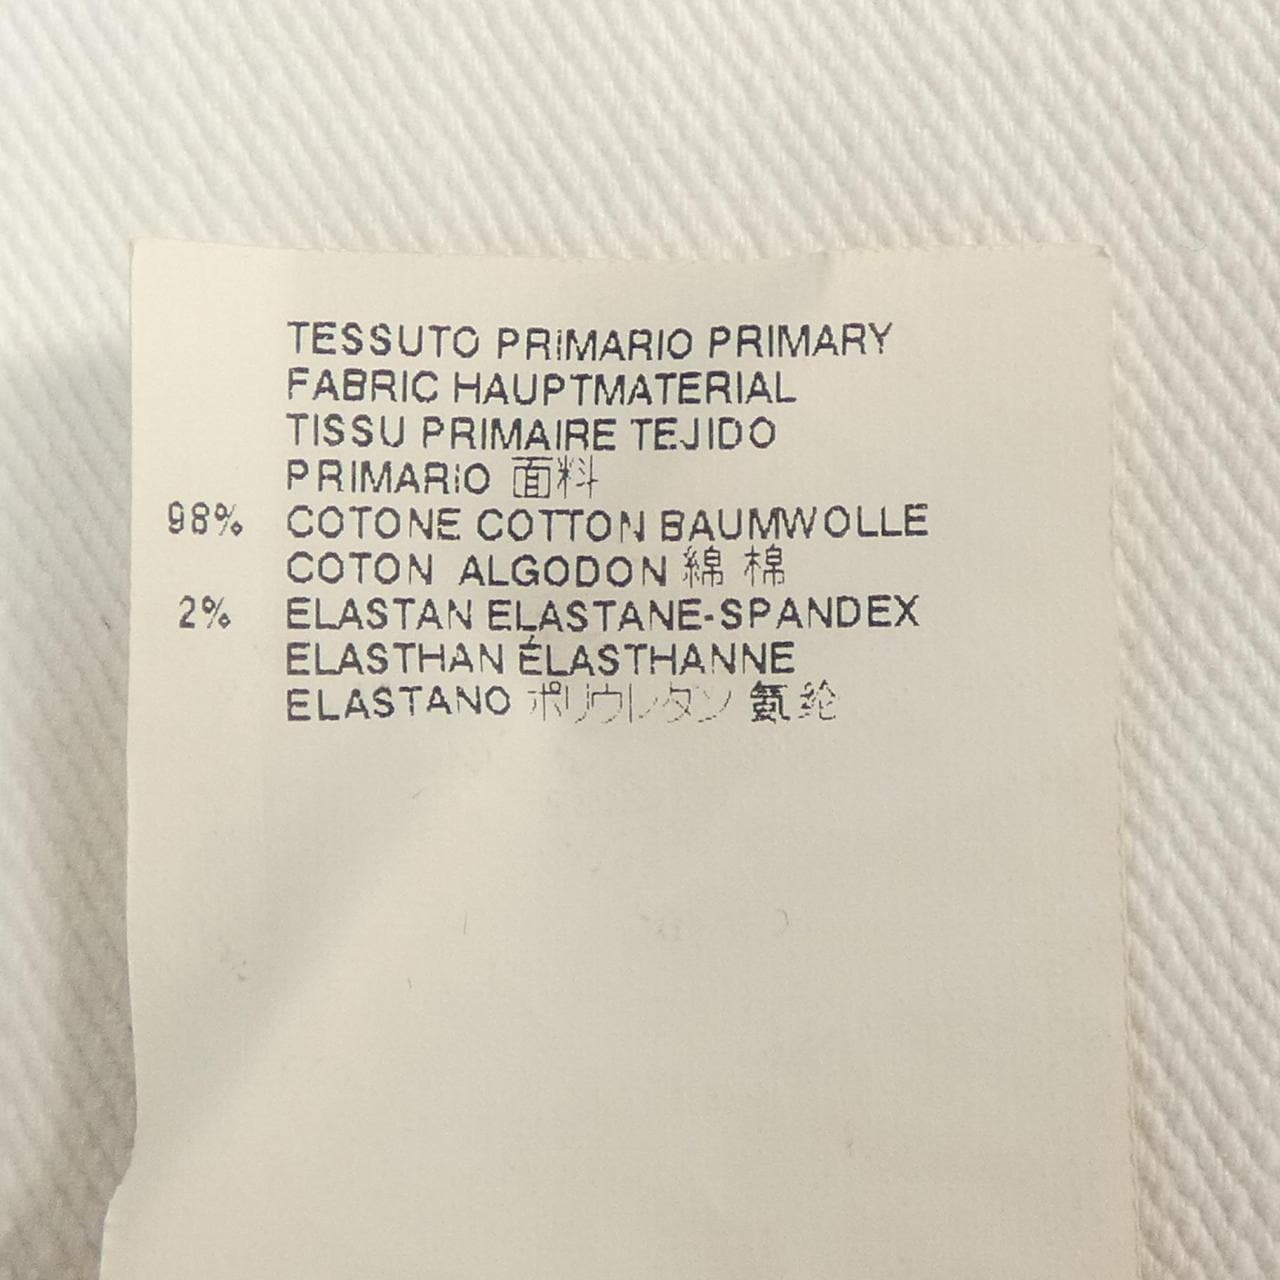 TESSUTO PRIMARIO PRIMARY
FABRIC HAUPTMATERIAL
TISSU PRIMAIRE TEJIDO
PRIMARIO 面料
98% COTONE COTTON BAUMWOLLE
COTON ALGODON 綿 棉
2% ELASTAN ELASTANE-SPANDEX
ELASTHAN ÉLASTHANNE
ELASTANO ポリウレタン 氨纶